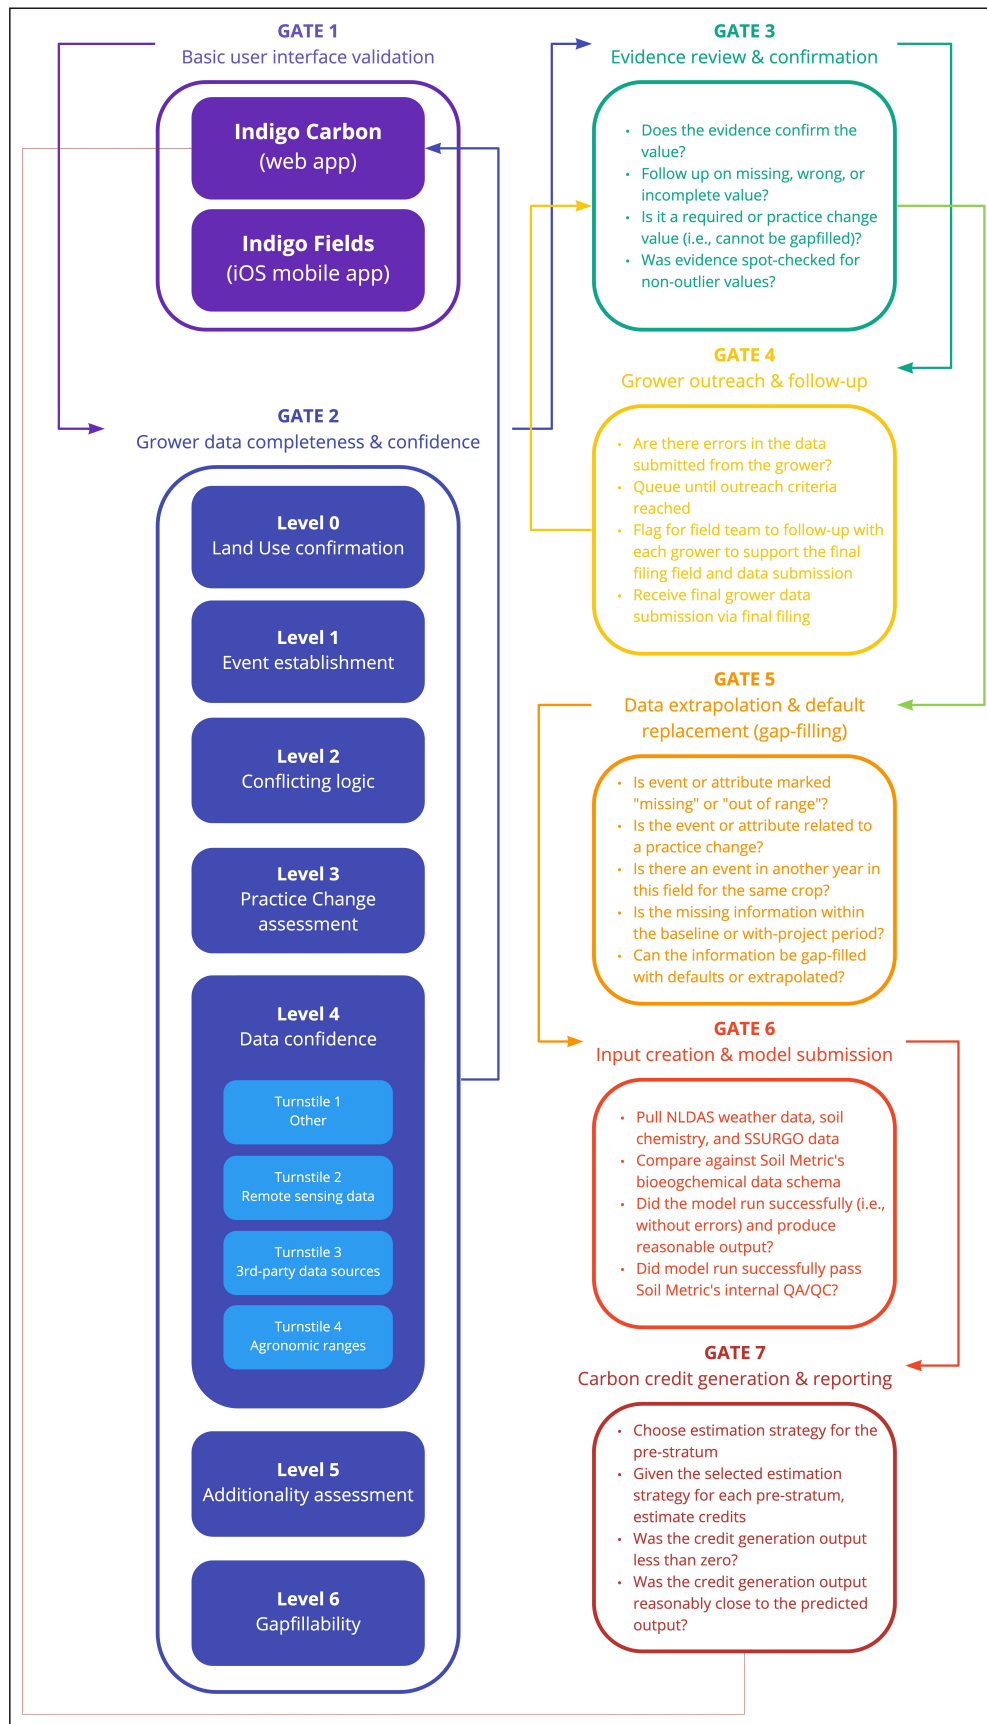 GATE 1
Basic user interface validation
Indigo Carbon
(web app)
Indigo Fields
(iOS mobile app)
GATE 2
Grower data completeness & confidence
Level 0
Land Use confirmation
Level 1
Event establishment
Level 2
Conflicting logic
Level 3
Practice Change
assessment
Level 4
Data confidence
Turnstile 1
Other
Turnstile 2
Remote sensing data
Turnstile 3
3rd-party data sources
Turnstile 4
Agronomic ranges
Level 5
Additionality assessment
Level 6
Gapfillability
GATE 3
Evidence review & confirmation
• Does the evidence confirm the
value?
• Follow up on missing, wrong, or
incomplete value?
• Is it a required or practice change
value (i.e., cannot be gapfilled)?
• Was evidence spot-checked for
non-outlier values?
GATE 4
Grower outreach & follow-up
• Are there errors in the data
submitted from the grower?
• Queue until outreach criteria
reached
• Flag for field team to follow-up with
each grower to support the final
filing field and data submission
• Receive final grower data
submission via final filing
GATE 5
Data extrapolation & default
replacement (gap-filling)
• Is event or attribute marked
"missing" or "out of range"?
• Is the event or attribute related to
a practice change?
• Is there an event in another year in
this field for the same crop?
• Is the missing information within
the baseline or with-project period?
• Can the information be gap-filled
with defaults or extrapolated?
GATE 6
Input creation & model submission
• Pull NLDAS weather data, soil
chemistry, and SSURGO data
• Compare against Soil Metric's
bioeogchemical data schema
• Did the model run successfully (i.e.,
without errors) and produce
reasonable output?
• Did model run successfully pass
Soil Metric's internal QA/QC?
GATE 7
Carbon credit generation & reporting
• Choose estimation strategy for the
pre-stratum
• Given the selected estimation
strategy for each pre-stratum,
estimate credits
• Was the credit generation output
less than zero?
• Was the credit generation output
reasonably close to the predicted
output?